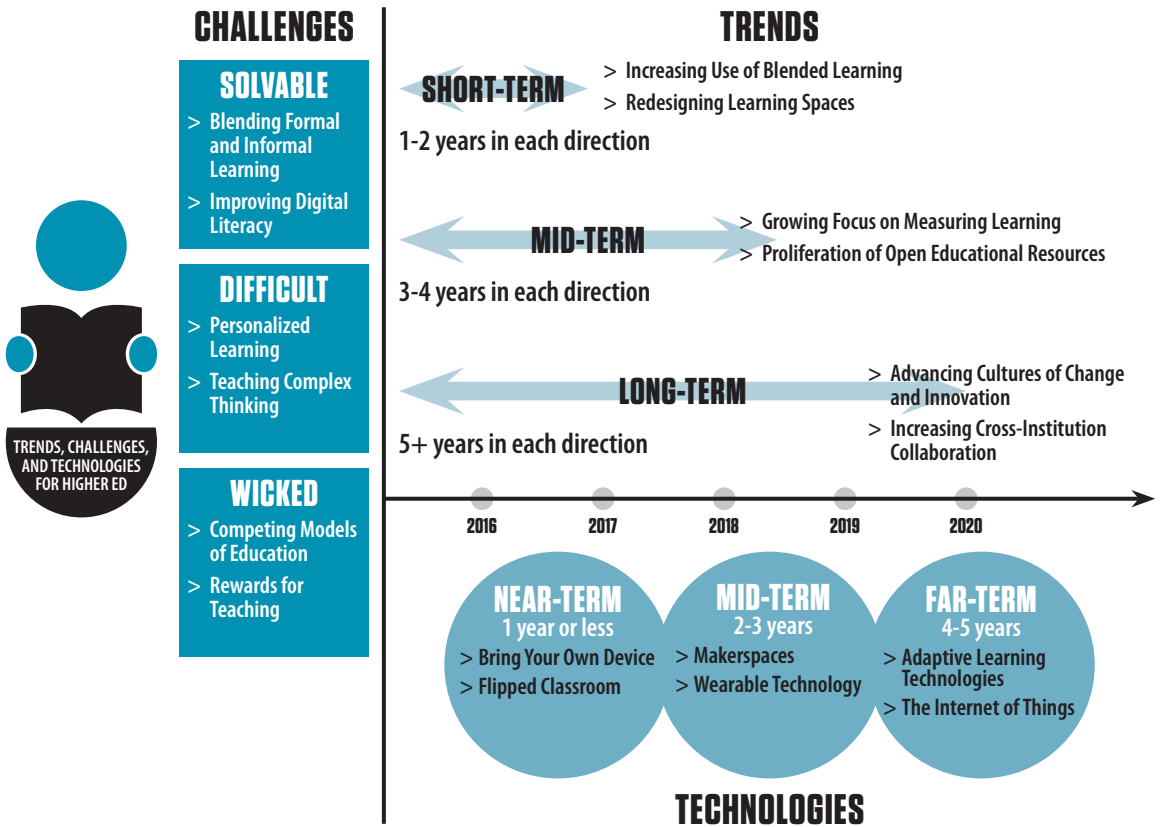 CHALLENGES
SOLVABLE
> Blending Formal
and Informal
Learning
> Improving Digital
Literacy
DIFFICULT
> Personalized
Learning
> Teaching Complex
Thinking
WICKED
> Competing Models
of Education
> Rewards for
Teaching
TRENDS, CHALLENGES,
AND TECHNOLOGIES
FOR HIGHER ED
TRENDS
SHORT-TERM
> Increasing Use of Blended Learning
> Redesigning Learning Spaces
1-2 years in each direction
MID-TERM
> Growing Focus on Measuring Learning
> Proliferation of Open Educational Resources
3-4 years in each direction
LONG-TERM
> Advancing Cultures of Change
and Innovation
> Increasing Cross-Institution
Collaboration
5+ years in each direction
2016 2017 2018 2019 2020
NEAR-TERM
1 year or less
> Bring Your Own Device
> Flipped Classroom
MID-TERM
2-3 years
> Makerspaces
> Wearable Technology
FAR-TERM
4-5 years
> Adaptive Learning
Technologies
> The Internet of Things
TECHNOLOGIES